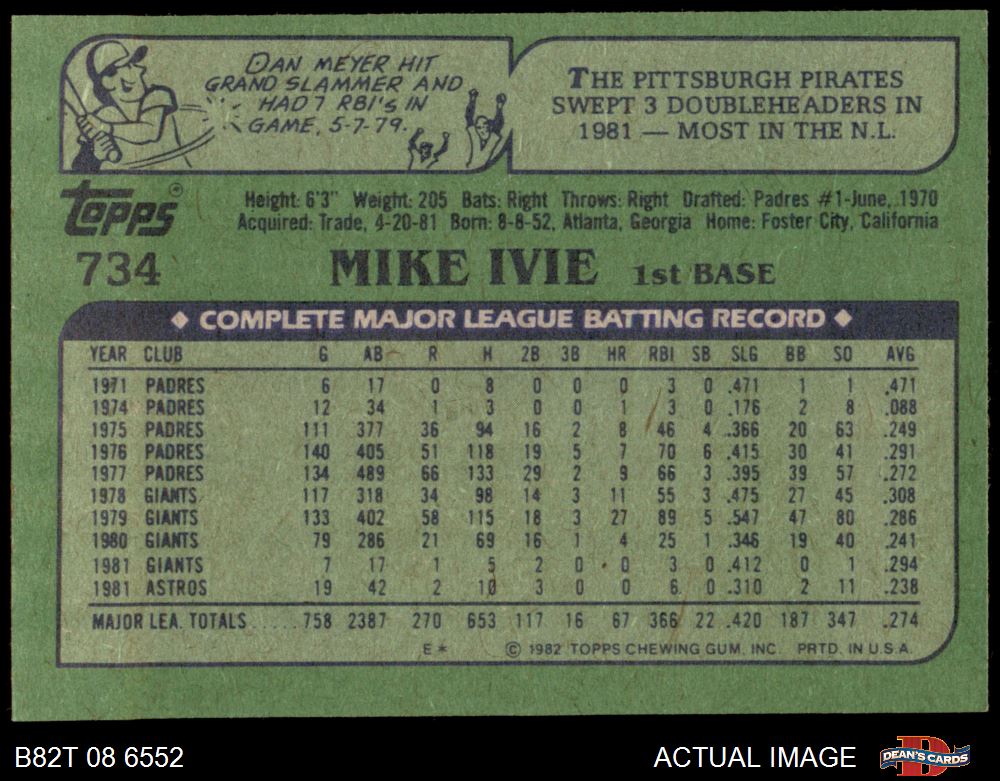 DAN MEYER HIT
GRAND SLAMMER AND
HAD 7 RBI'S IN
GAME, 5-7-79.
THE PITTSBURGH PIRATES
SWEPT 3 DOUBLEHEADERS IN
1981 — MOST IN THE N.L.
Topps®
Height: 6'3" Weight: 205 Bats: Right Throws: Right Drafted: Padres #1-June, 1970
Acquired: Trade, 4-20-81 Born: 8-8-52, Atlanta, Georgia Home: Foster City, California
734 MIKE IVIE 1st BASE
◆ COMPLETE MAJOR LEAGUE BATTING RECORD ◆
YEAR CLUB G AB R H 2B 3B HR RBI SB SLG BB SO AVG
1971 PADRES 6 17 0 8 0 0 0 3 0 .471 1 1 .471
1974 PADRES 12 34 1 3 0 0 1 3 0 .176 2 8 .088
1975 PADRES 111 377 36 94 16 2 8 46 4 .366 20 63 .249
1976 PADRES 140 405 51 118 19 5 7 70 6 .415 30 41 .291
1977 PADRES 134 489 66 133 29 2 9 66 3 .395 39 57 .272
1978 GIANTS 117 318 34 98 14 3 11 55 3 .475 27 45 .308
1979 GIANTS 133 402 58 115 18 3 27 89 5 .547 47 80 .286
1980 GIANTS 79 286 21 69 16 1 4 25 1 .346 19 40 .241
1981 GIANTS 7 17 1 5 2 0 0 3 0 .412 0 1 .294
1981 ASTROS 19 42 2 10 3 0 0 6 0 .310 2 11 .238
MAJOR LEA. TOTALS..... 758 2387 270 653 117 16 67 366 22 .420 187 347 .274
E* © 1982 TOPPS CHEWING GUM, INC. PRTD. IN U.S.A.
B82T 08 6552 ACTUAL IMAGE DEAN'S CARDS